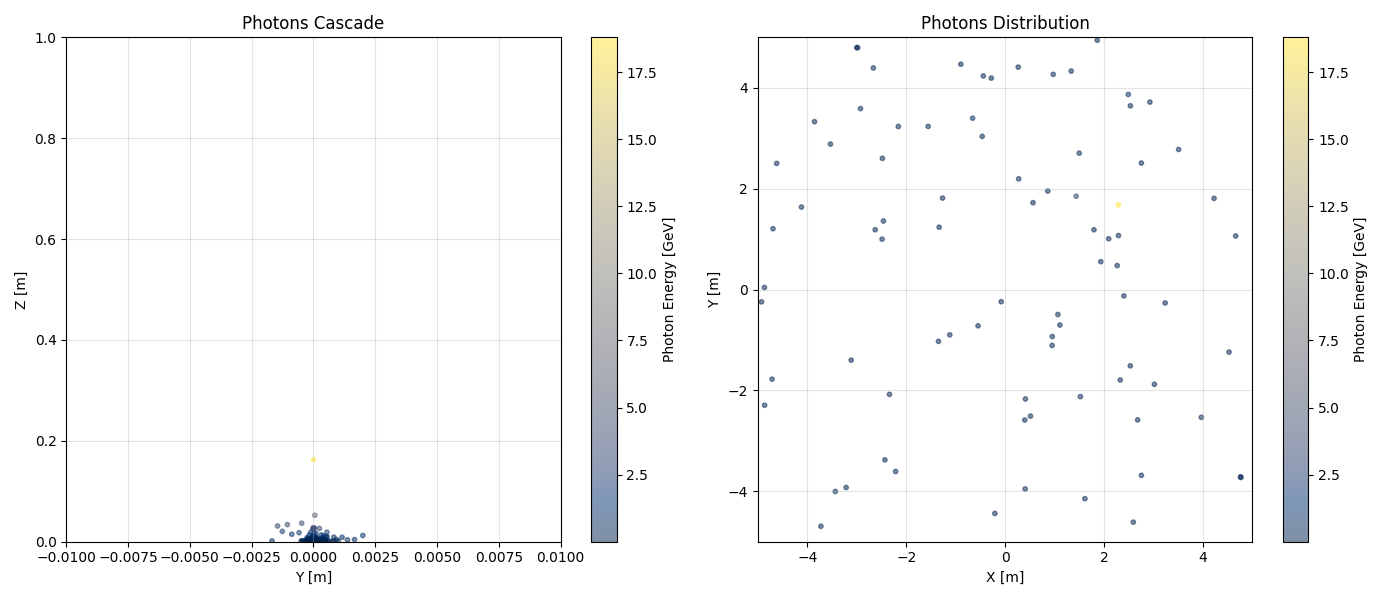 Photons Cascade
1.0
0.8
0.6
0.4
0.2
0.0
Z [m]
−0.0100 −0.0075 −0.0050 −0.0025 0.0000 0.0025 0.0050 0.0075 0.0100
Y [m]
17.5
15.0
12.5
10.0
7.5
5.0
2.5
Photon Energy [GeV]
Photons Distribution
4
2
0
−2
−4
Y [m]
−4 −2 0 2 4
X [m]
17.5
15.0
12.5
10.0
7.5
5.0
2.5
Photon Energy [GeV]